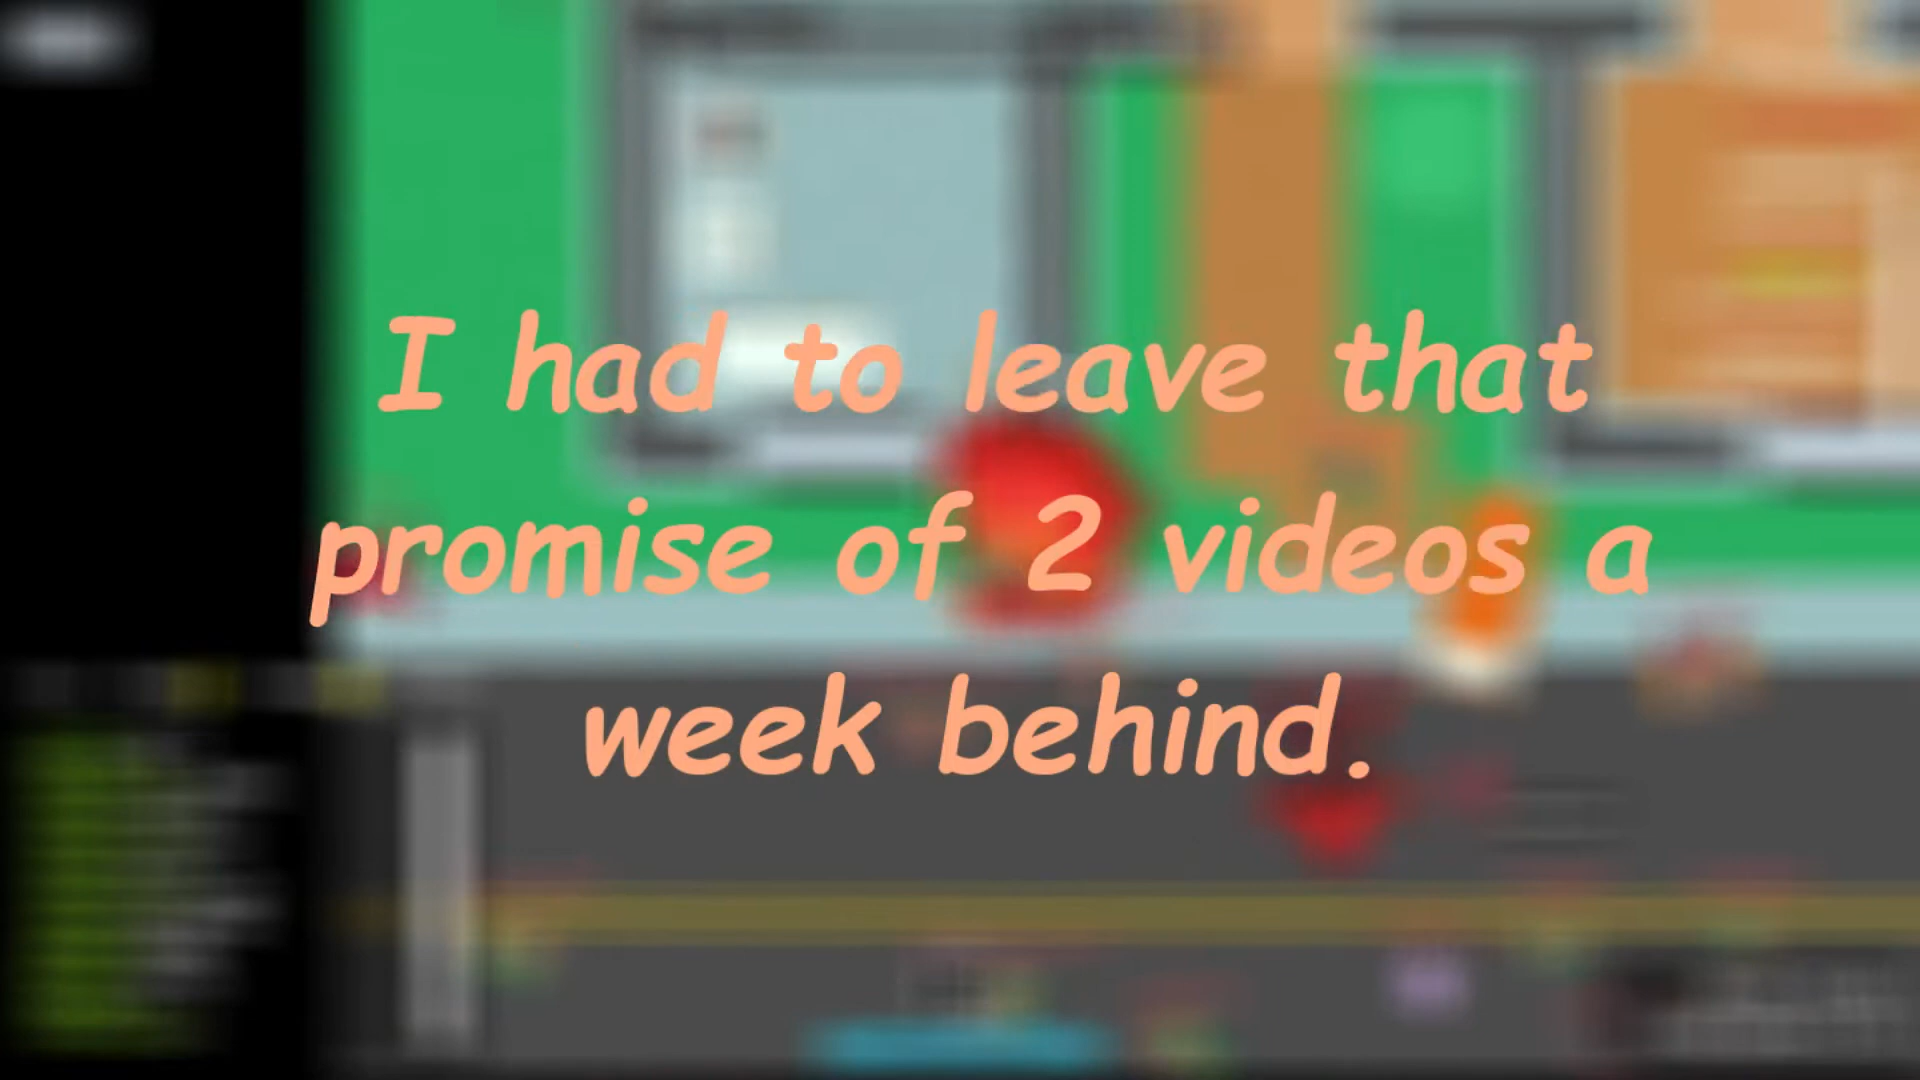 I had to leave that
promise of 2 videos a
week behind.